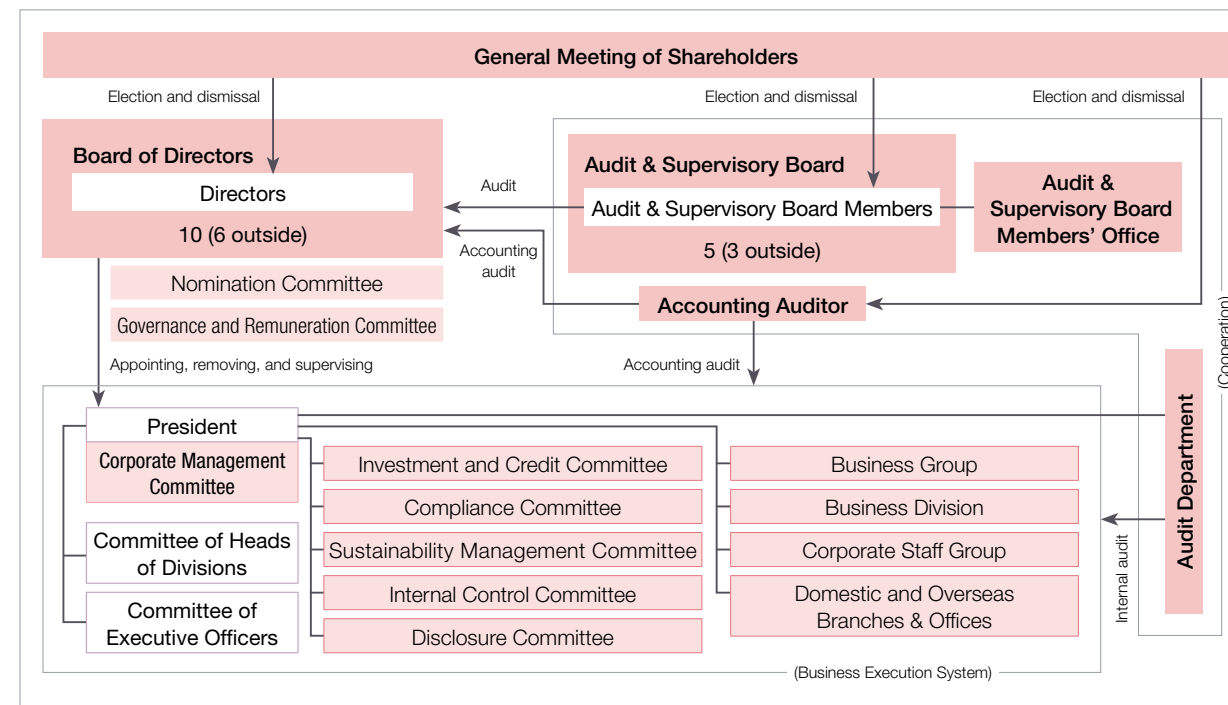 General Meeting of Shareholders
Election and dismissal
Election and dismissal
Election and dismissal
Board of Directors
Directors
10 (6 outside)
Audit
Audit & Supervisory Board
Audit & Supervisory Board Members
5 (3 outside)
Audit &
Supervisory Board
Members’ Office
Accounting
audit
Nomination Committee
Governance and Remuneration Committee
Accounting Auditor
Appointing, removing, and supervising
Accounting audit
(Cooperation)
President
Corporate Management
Committee
Committee of Heads
of Divisions
Committee of
Executive Officers
Investment and Credit Committee
Compliance Committee
Sustainability Management Committee
Internal Control Committee
Disclosure Committee
Business Group
Business Division
Corporate Staff Group
Domestic and Overseas
Branches & Offices
Internal audit
Audit Department
(Business Execution System)